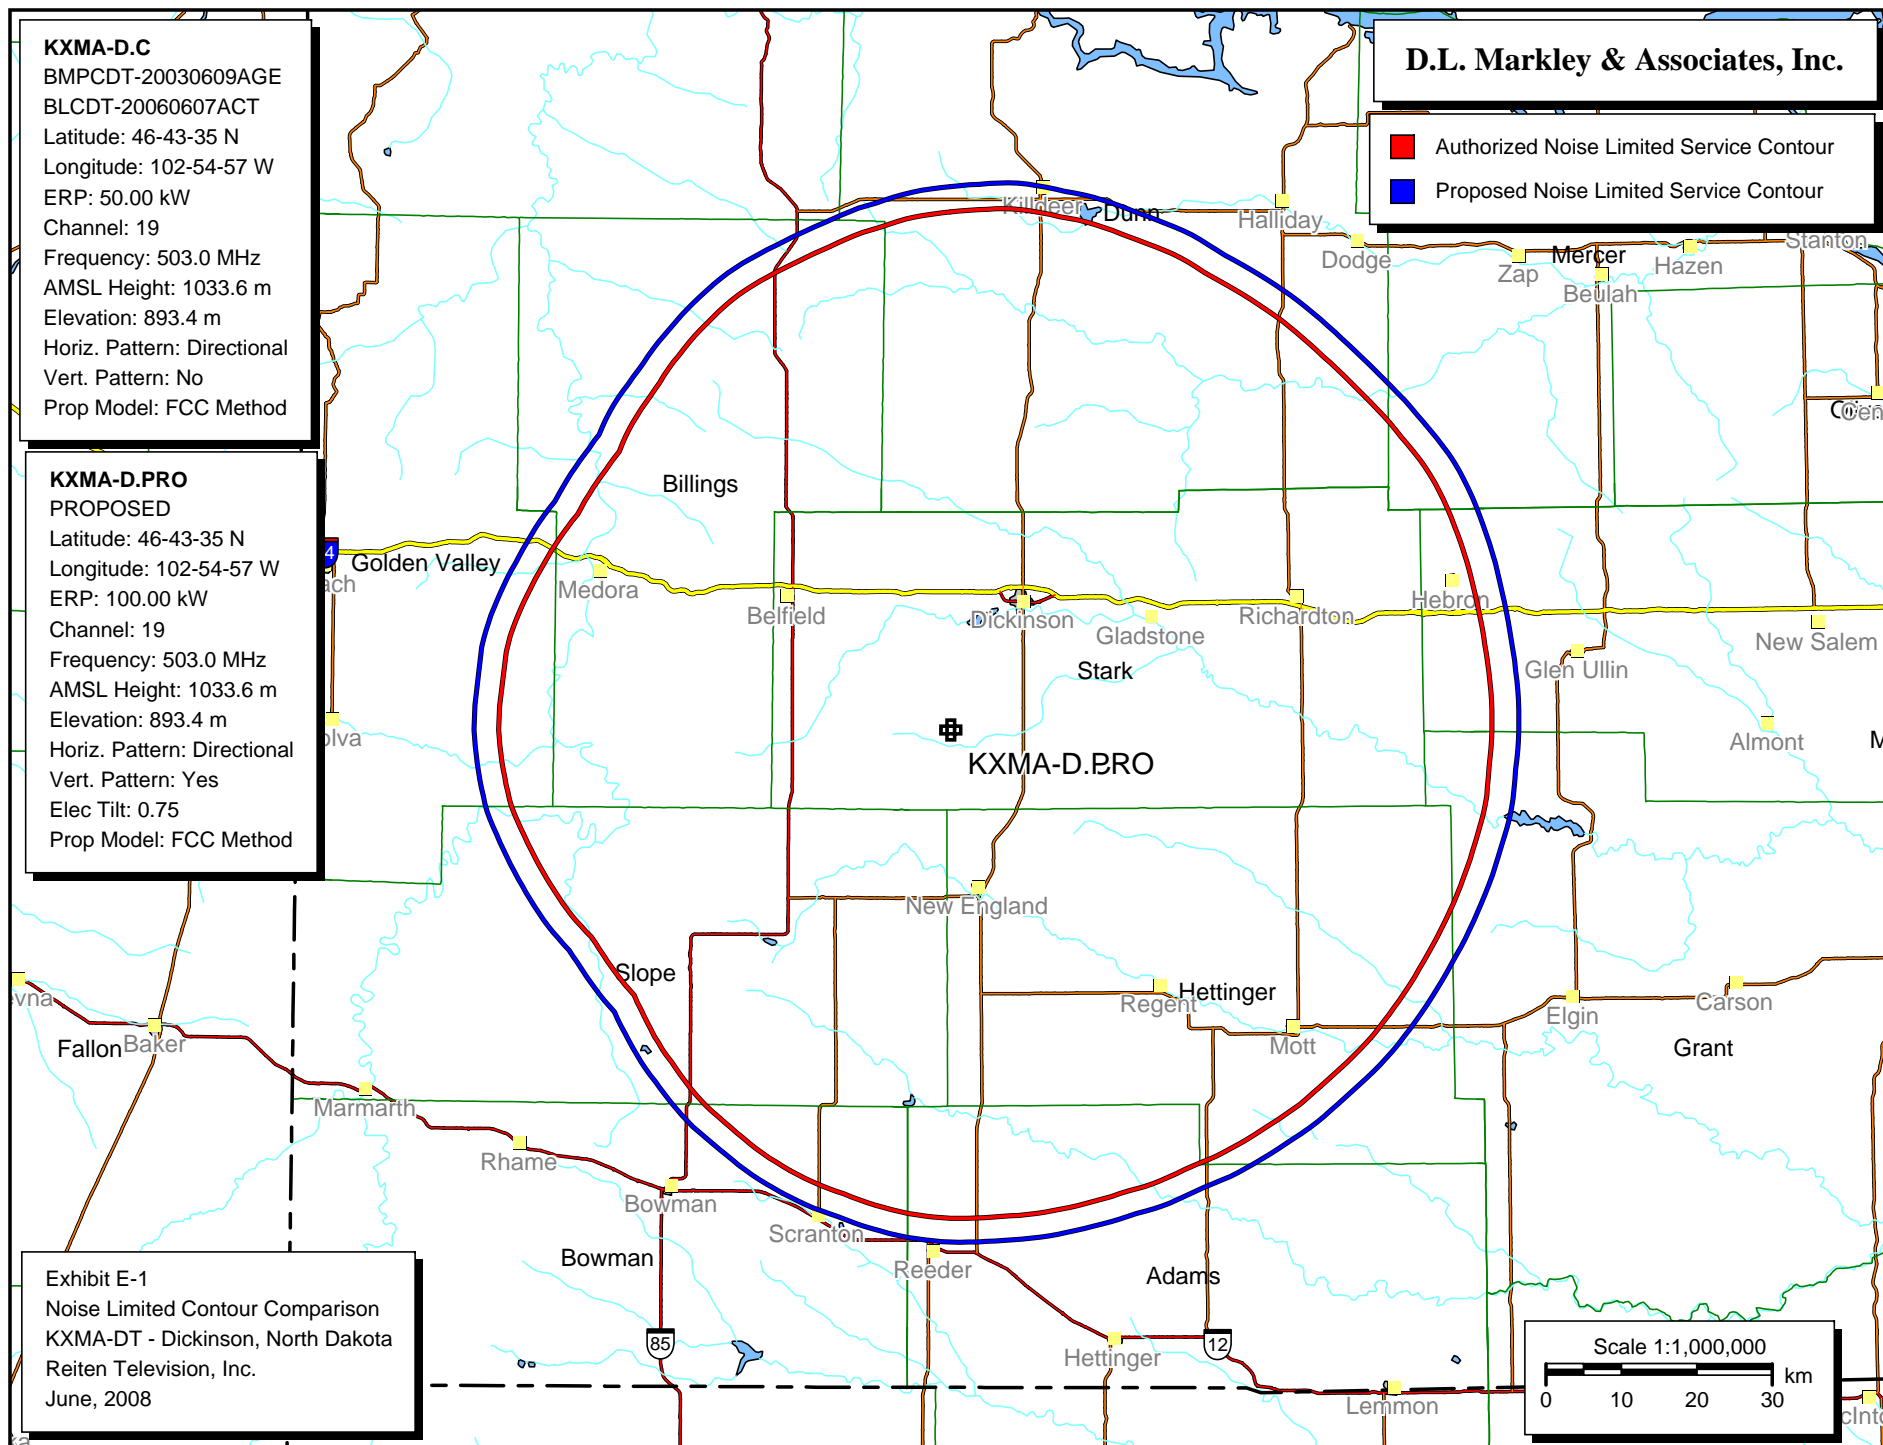 KXMA-D.C
BMPCDT-20030609AGE
BLCDT-20060607ACT
Latitude: 46-43-35 N
Longitude: 102-54-57 W
ERP: 50.00 kW
Channel: 19
Frequency: 503.0 MHz
AMSL Height: 1033.6 m
Elevation: 893.4 m
Horiz. Pattern: Directional
Vert. Pattern: No
Prop Model: FCC Method
KXMA-D.PRO
PROPOSED
Latitude: 46-43-35 N
Longitude: 102-54-57 W
ERP: 100.00 kW
Channel: 19
Frequency: 503.0 MHz
AMSL Height: 1033.6 m
Elevation: 893.4 m
Horiz. Pattern: Directional
Vert. Pattern: Yes
Elec Tilt: 0.75
Prop Model: FCC Method
D.L. Markley & Associates, Inc.
Authorized Noise Limited Service Contour
Proposed Noise Limited Service Contour
Killdeer
Dunn
Halliday
Dodge
Zap
Mercer
Beulah
Hazen
Stanton
Billings
Golden Valley
Medora
Belfield
Dickinson
Gladstone
Richardton
Hebron
New Salem
Glen Ullin
Stark
Almont
KXMA-D.PRO
New England
Slope
Regent
Hettinger
Mott
Elgin
Carson
Grant
Fallon
Baker
Marmarth
Rhame
Bowman
Scranton
Bowman
Reeder
Adams
85
12
Hettinger
Lemmon
Exhibit E-1
Noise Limited Contour Comparison
KXMA-DT - Dickinson, North Dakota
Reiten Television, Inc.
June, 2008
Scale 1:1,000,000
km
0 10 20 30